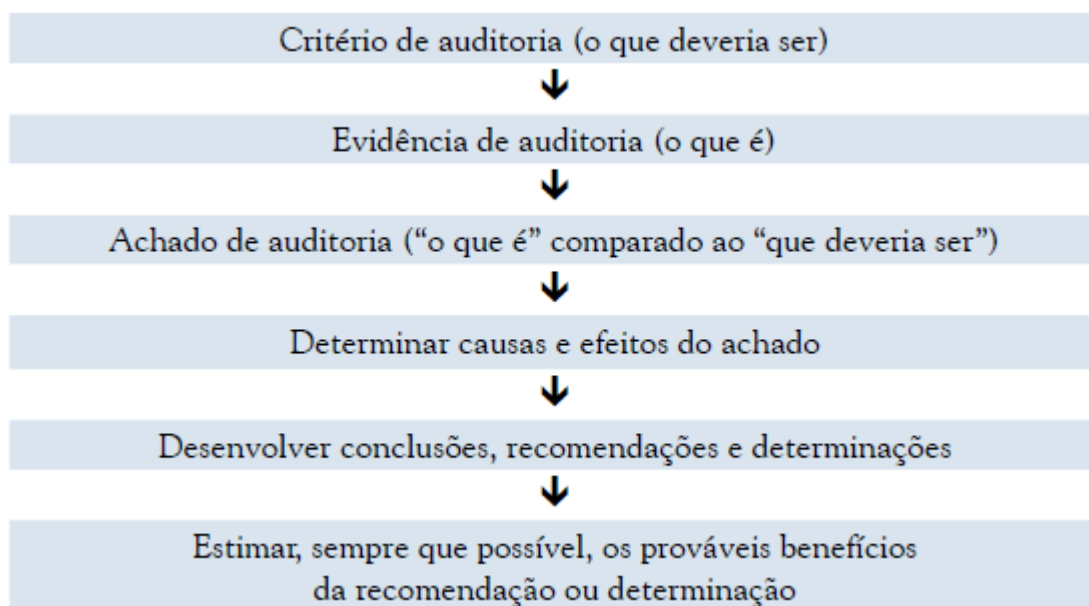 Critério de auditoria (o que deveria ser)
Evidência de auditoria (o que é)
Achado de auditoria (“o que é” comparado ao “que deveria ser”)
Determinar causas e efeitos do achado
Desenvolver conclusões, recomendações e determinações
Estimar, sempre que possível, os prováveis benefícios
da recomendação ou determinação